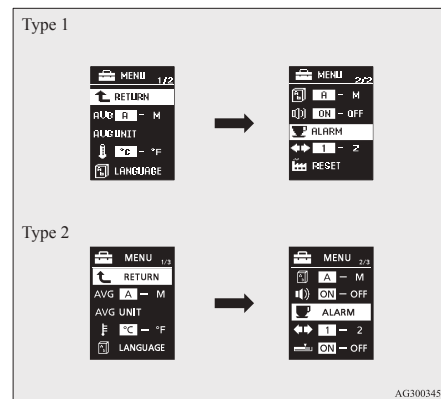 Type 1
MENU 1/2
RETURN
AVG A - M
AVG UNIT
°C - °F
LANGUAGE
MENU 2/2
A - M
ON - OFF
ALARM
1 - 2
RESET
Type 2
MENU 1/3
RETURN
AVG A - M
AVG UNIT
°C - °F
LANGUAGE
MENU 2/3
A - M
ON - OFF
ALARM
1 - 2
ON - OFF
AG300345